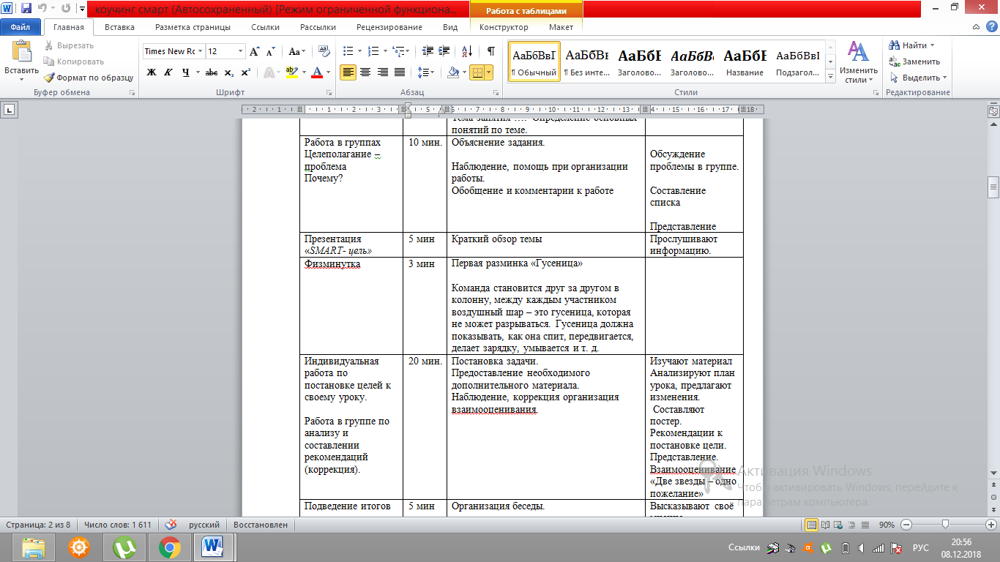 коучинг смарт (Автосохраненный) [Режим ограниченной функциона...
Работа с таблицами
Файл
Главная
Вставка
Разметка страницы
Ссылки
Рассылки
Рецензирование
Вид
Конструктор
Макет
Вставить
Вырезать
Копировать
Формат по образцу
Буфер обмена
Times New Ro
12
Шрифт
Абзац
АаБбВвІ
¶ Обычный
АаБбВв
¶ Без инте...
АаБбІ
Заголово...
АаБбВв
Заголово...
АаБбВ
Название
АаБбВвІ
Подзагол...
Стили
Изменить
стили
Найти
Заменить
Выделить
Редактирование
Тема занятия .... Определение основных
понятий по теме.
Работа в группах
Целеполагание –
проблема
Почему?
10 мин.
Объяснение задания.
Наблюдение, помощь при организации
работы.
Обобщение и комментарии к работе
Обсуждение
проблемы в группе.
Составление
списка
Представление
Презентация
«SMART- цель»
5 мин
Краткий обзор темы
Прослушивают
информацию.
Физминутка
3 мин
Первая разминка «Гусеница»
Команда становится друг за другом в
колонну, между каждым участником
воздушный шар – это гусеница, которая
не может разрываться. Гусеница должна
показывать, как она спит, передвигается,
делает зарядку, умывается и т. д.
Индивидуальная
работа по
постановке целей к
своему уроку.
Работа в группе по
анализу и
составлении
рекомендаций
(коррекция).
20 мин.
Постановка задачи.
Предоставление необходимого
дополнительного материала.
Наблюдение, коррекция организация
взаимооценивания.
Изучают материал
Анализируют план
урока, предлагают
изменения.
Составляют
постер.
Рекомендации к
постановке цели.
Представление.
Взаимооценивание
«Две звезды – одно
пожелание»
Подведение итогов
5 мин
Организация беседы.
Высказывают своё
Активация Windows
Чтобы активировать Windows, перейдите к
параметрам компьютера.
Страница: 2 из 8
Число слов: 1 611
русский
Восстановлен
90%
Ссылки
РУС
20:56
08.12.2018